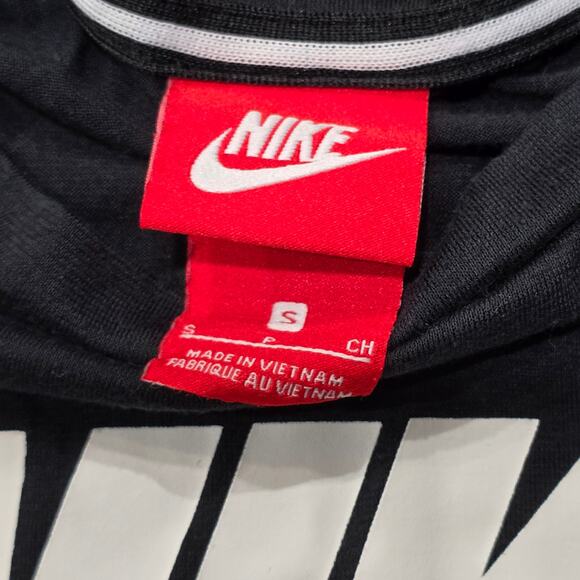 NIKE
S
S P CH
MADE IN VIETNAM
FABRIQUE AU VIETNAM